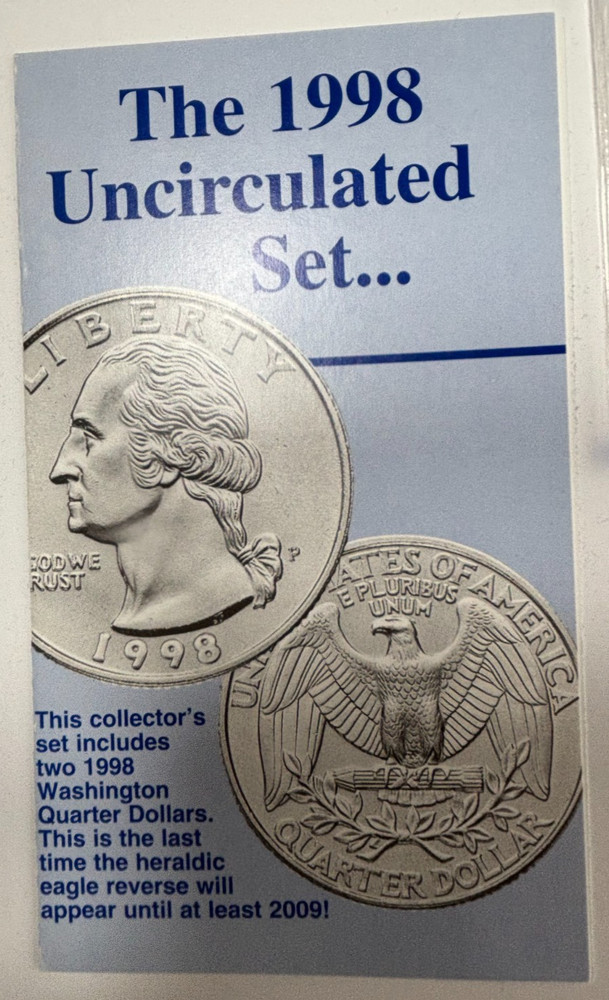 The 1998
Uncirculated
Set...
LIBERTY
GOD WE
RUST
P
1998
ATES OF AMERICA
E PLURIBUS
UNUM
UN
QUARTER DOLLAR
This collector's
set includes
two 1998
Washington
Quarter Dollars.
This is the last
time the heraldic
eagle reverse will
appear until at least 2009!